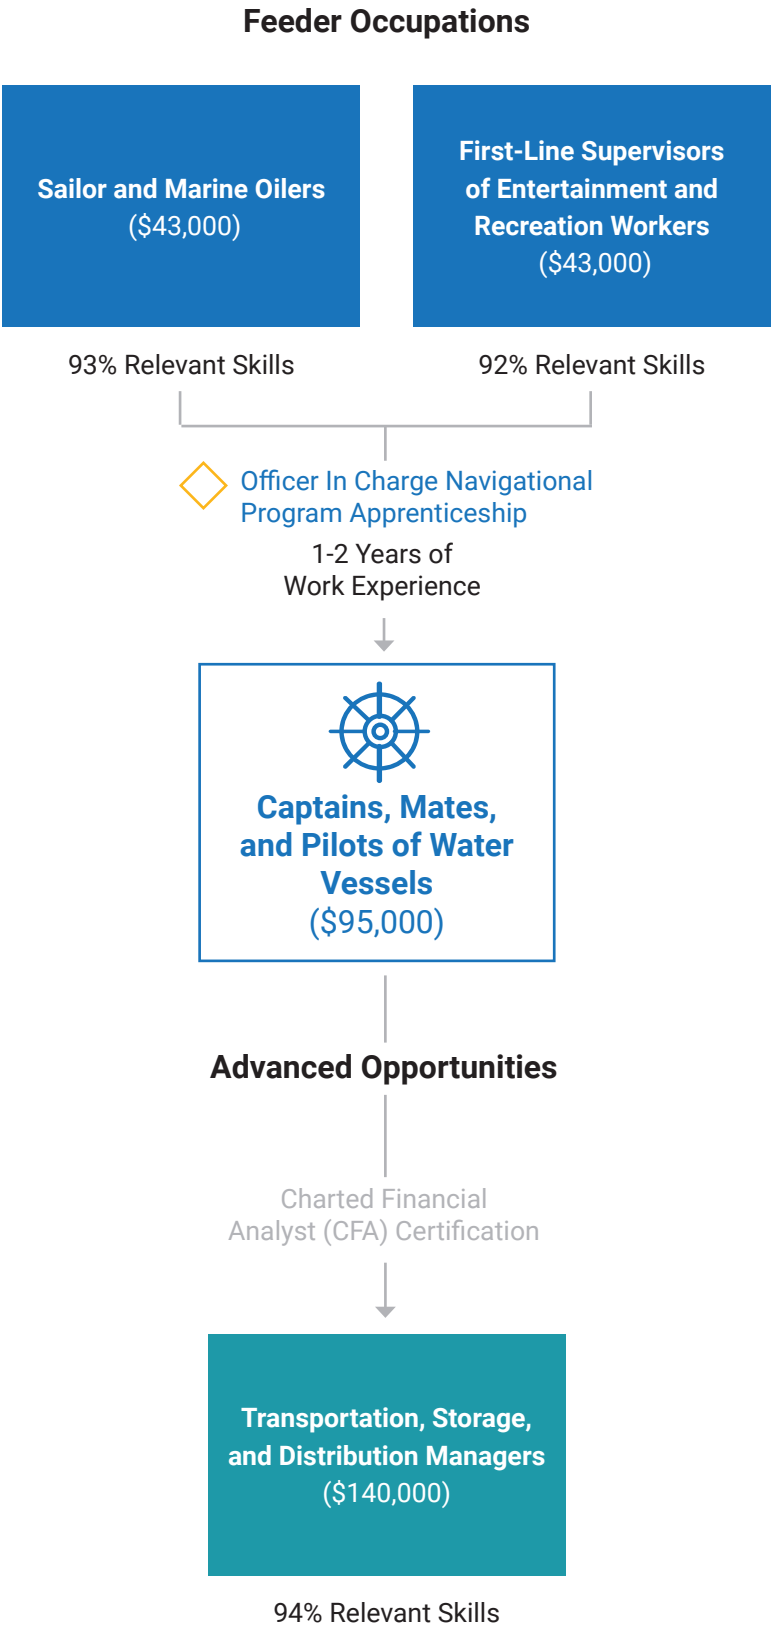 Feeder Occupations
Sailor and Marine Oilers
($43,000)
93% Relevant Skills
First-Line Supervisors
of Entertainment and
Recreation Workers
($43,000)
92% Relevant Skills
Officer In Charge Navigational
Program Apprenticeship
1-2 Years of
Work Experience
Captains, Mates,
and Pilots of Water
Vessels
($95,000)
Advanced Opportunities
Charted Financial
Analyst (CFA) Certification
Transportation, Storage,
and Distribution Managers
($140,000)
94% Relevant Skills